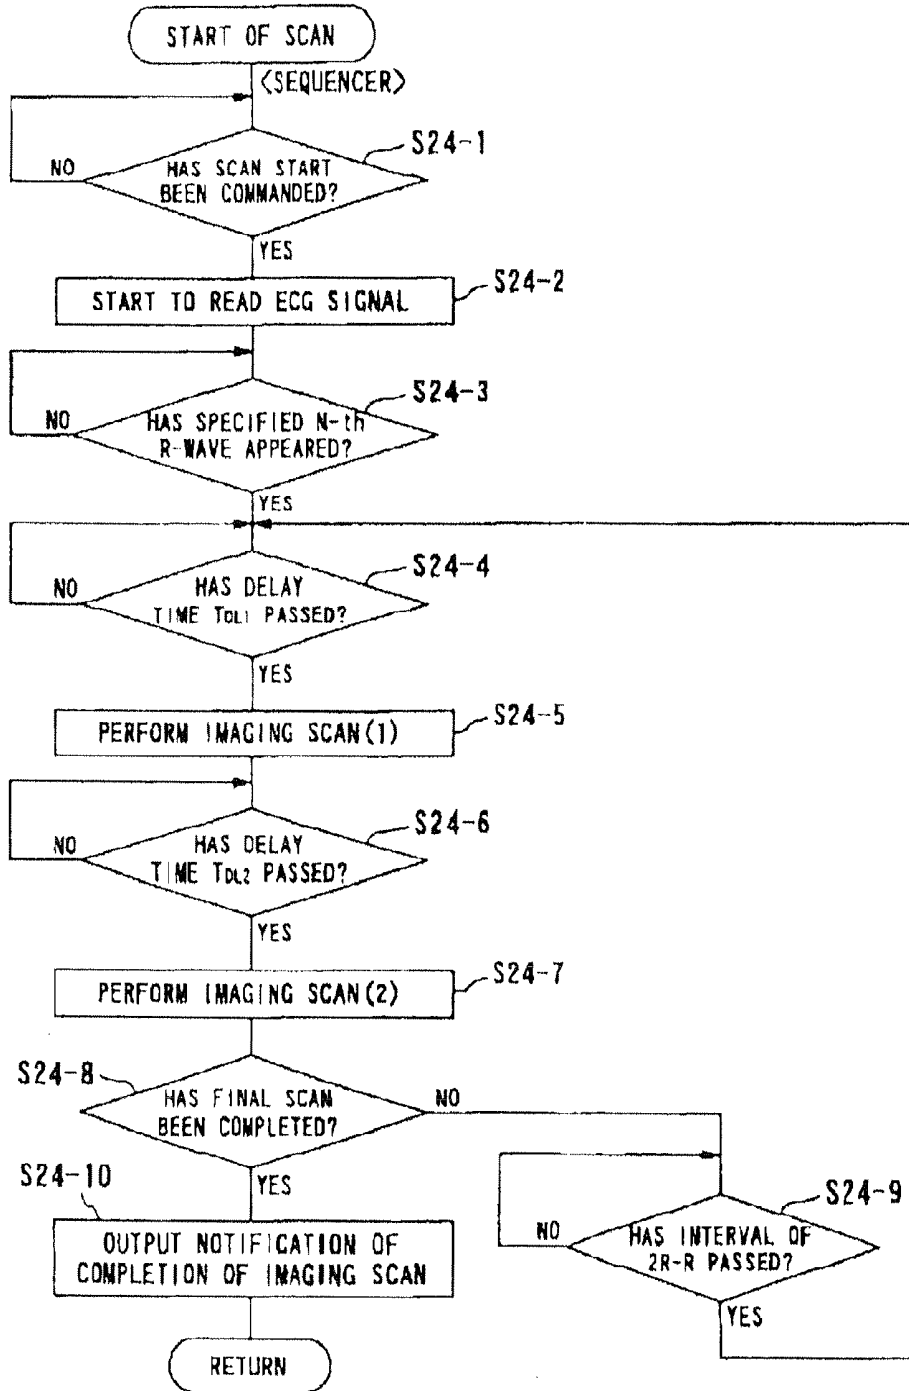 START OF SCAN
<SEQUENCER>
S24-1
NO
HAS SCAN START
BEEN COMMANDED?
YES
S24-2
START TO READ ECG SIGNAL
S24-3
NO
HAS SPECIFIED N-th
R-WAVE APPEARED?
YES
S24-4
NO
HAS DELAY
TIME TDL1 PASSED?
YES
S24-5
PERFORM IMAGING SCAN(1)
S24-6
NO
HAS DELAY
TIME TDL2 PASSED?
YES
S24-7
PERFORM IMAGING SCAN(2)
S24-8
HAS FINAL SCAN
BEEN COMPLETED?
NO
YES
S24-9
NO
HAS INTERVAL OF
2R-R PASSED?
YES
S24-10
OUTPUT NOTIFICATION OF
COMPLETION OF IMAGING SCAN
RETURN